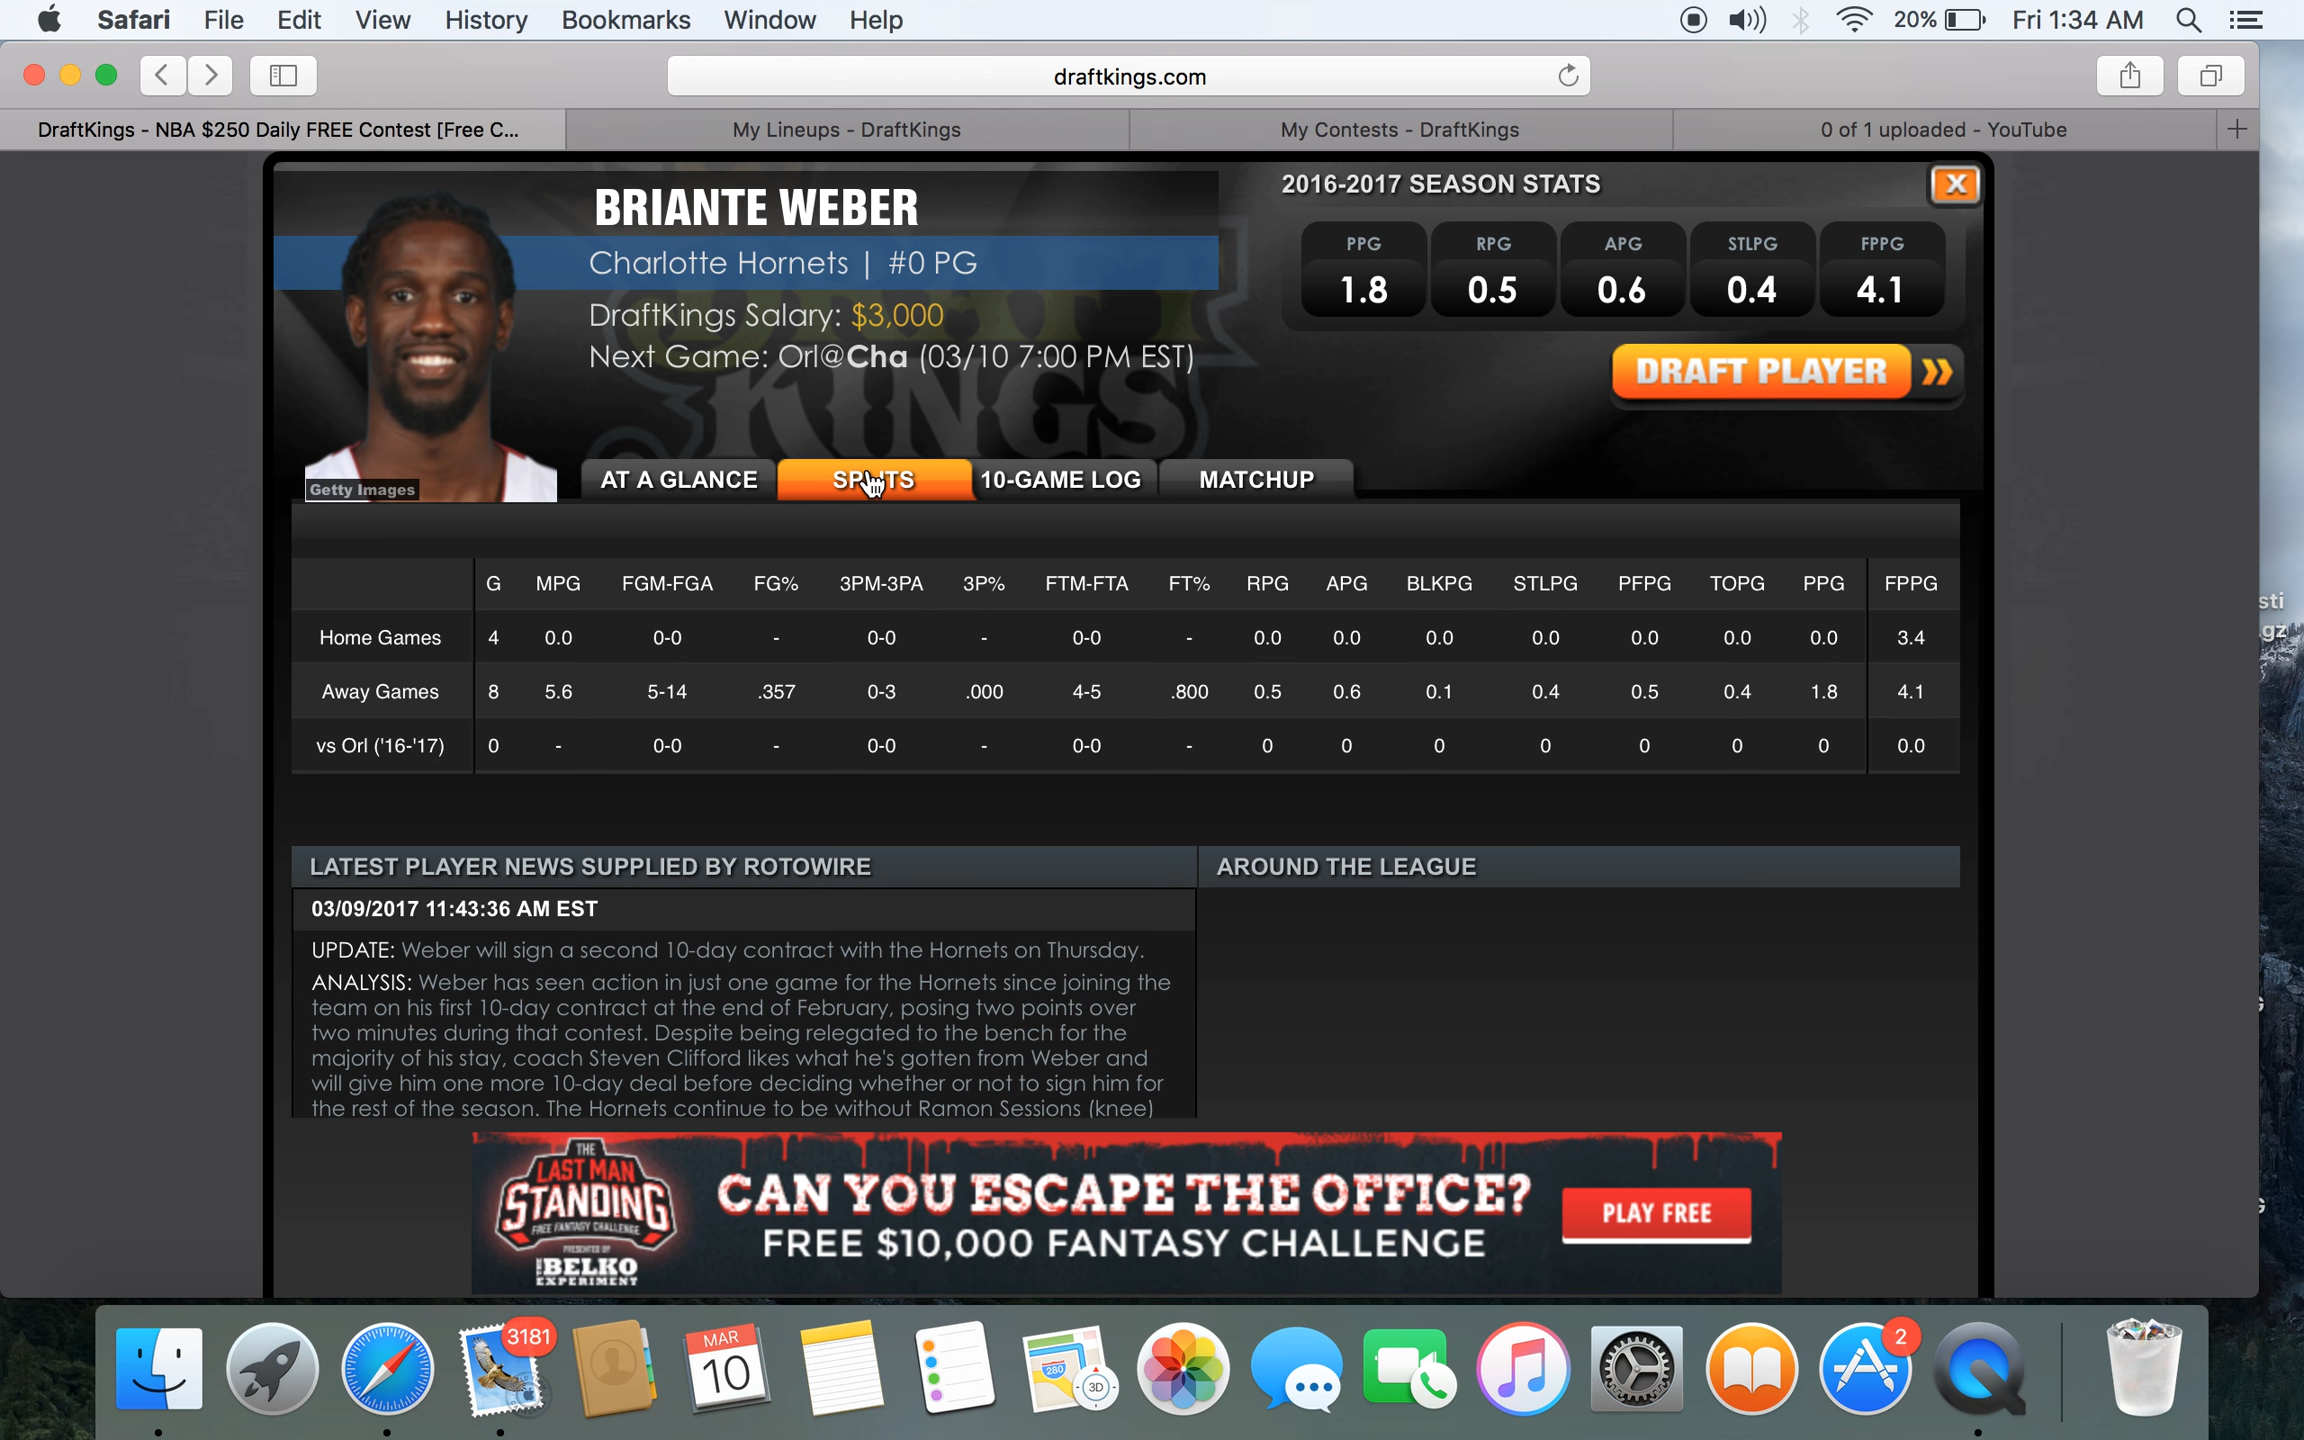 Safari File Edit View History Bookmarks Window Help 20% Fri 1:34 AM
draftkings.com
DraftKings - NBA $250 Daily FREE Contest [Free C... My Lineups - DraftKings My Contests - DraftKings 0 of 1 uploaded - YouTube
BRIANTE WEBER
Charlotte Hornets | #0 PG
DraftKings Salary: $3,000
Next Game: Orl@Cha (03/10 7:00 PM EST)
KINGS
Getty Images
2016-2017 SEASON STATS
X
PPG RPG APG STLPG FPPG
1.8 0.5 0.6 0.4 4.1
DRAFT PLAYER
AT A GLANCE SPLITS 10-GAME LOG MATCHUP
G MPG FGM-FGA FG% 3PM-3PA 3P% FTM-FTA FT% RPG APG BLKPG STLPG PFPG TOPG PPG FPPG
Home Games 4 0.0 0-0 - 0-0 - 0-0 - 0.0 0.0 0.0 0.0 0.0 0.0 0.0 3.4
Away Games 8 5.6 5-14 .357 0-3 .000 4-5 .800 0.5 0.6 0.1 0.4 0.5 0.4 1.8 4.1
vs Orl ('16-'17) 0 - 0-0 - 0-0 - 0-0 - 0 0 0 0 0 0 0 0.0
sti
.gz
LATEST PLAYER NEWS SUPPLIED BY ROTOWIRE
AROUND THE LEAGUE
03/09/2017 11:43:36 AM EST
UPDATE: Weber will sign a second 10-day contract with the Hornets on Thursday.
ANALYSIS: Weber has seen action in just one game for the Hornets since joining the
team on his first 10-day contract at the end of February, posing two points over
two minutes during that contest. Despite being relegated to the bench for the
majority of his stay, coach Steven Clifford likes what he's gotten from Weber and
will give him one more 10-day deal before deciding whether or not to sign him for
the rest of the season. The Hornets continue to be without Ramon Sessions (knee)
THE
LAST MAN
STANDING
FREE FANTASY CHALLENGE
PRESENTED BY
THE BELKO
EXPERIMENT
CAN YOU ESCAPE THE OFFICE?
FREE $10,000 FANTASY CHALLENGE
PLAY FREE
3181
MAR
10
280
3D
2